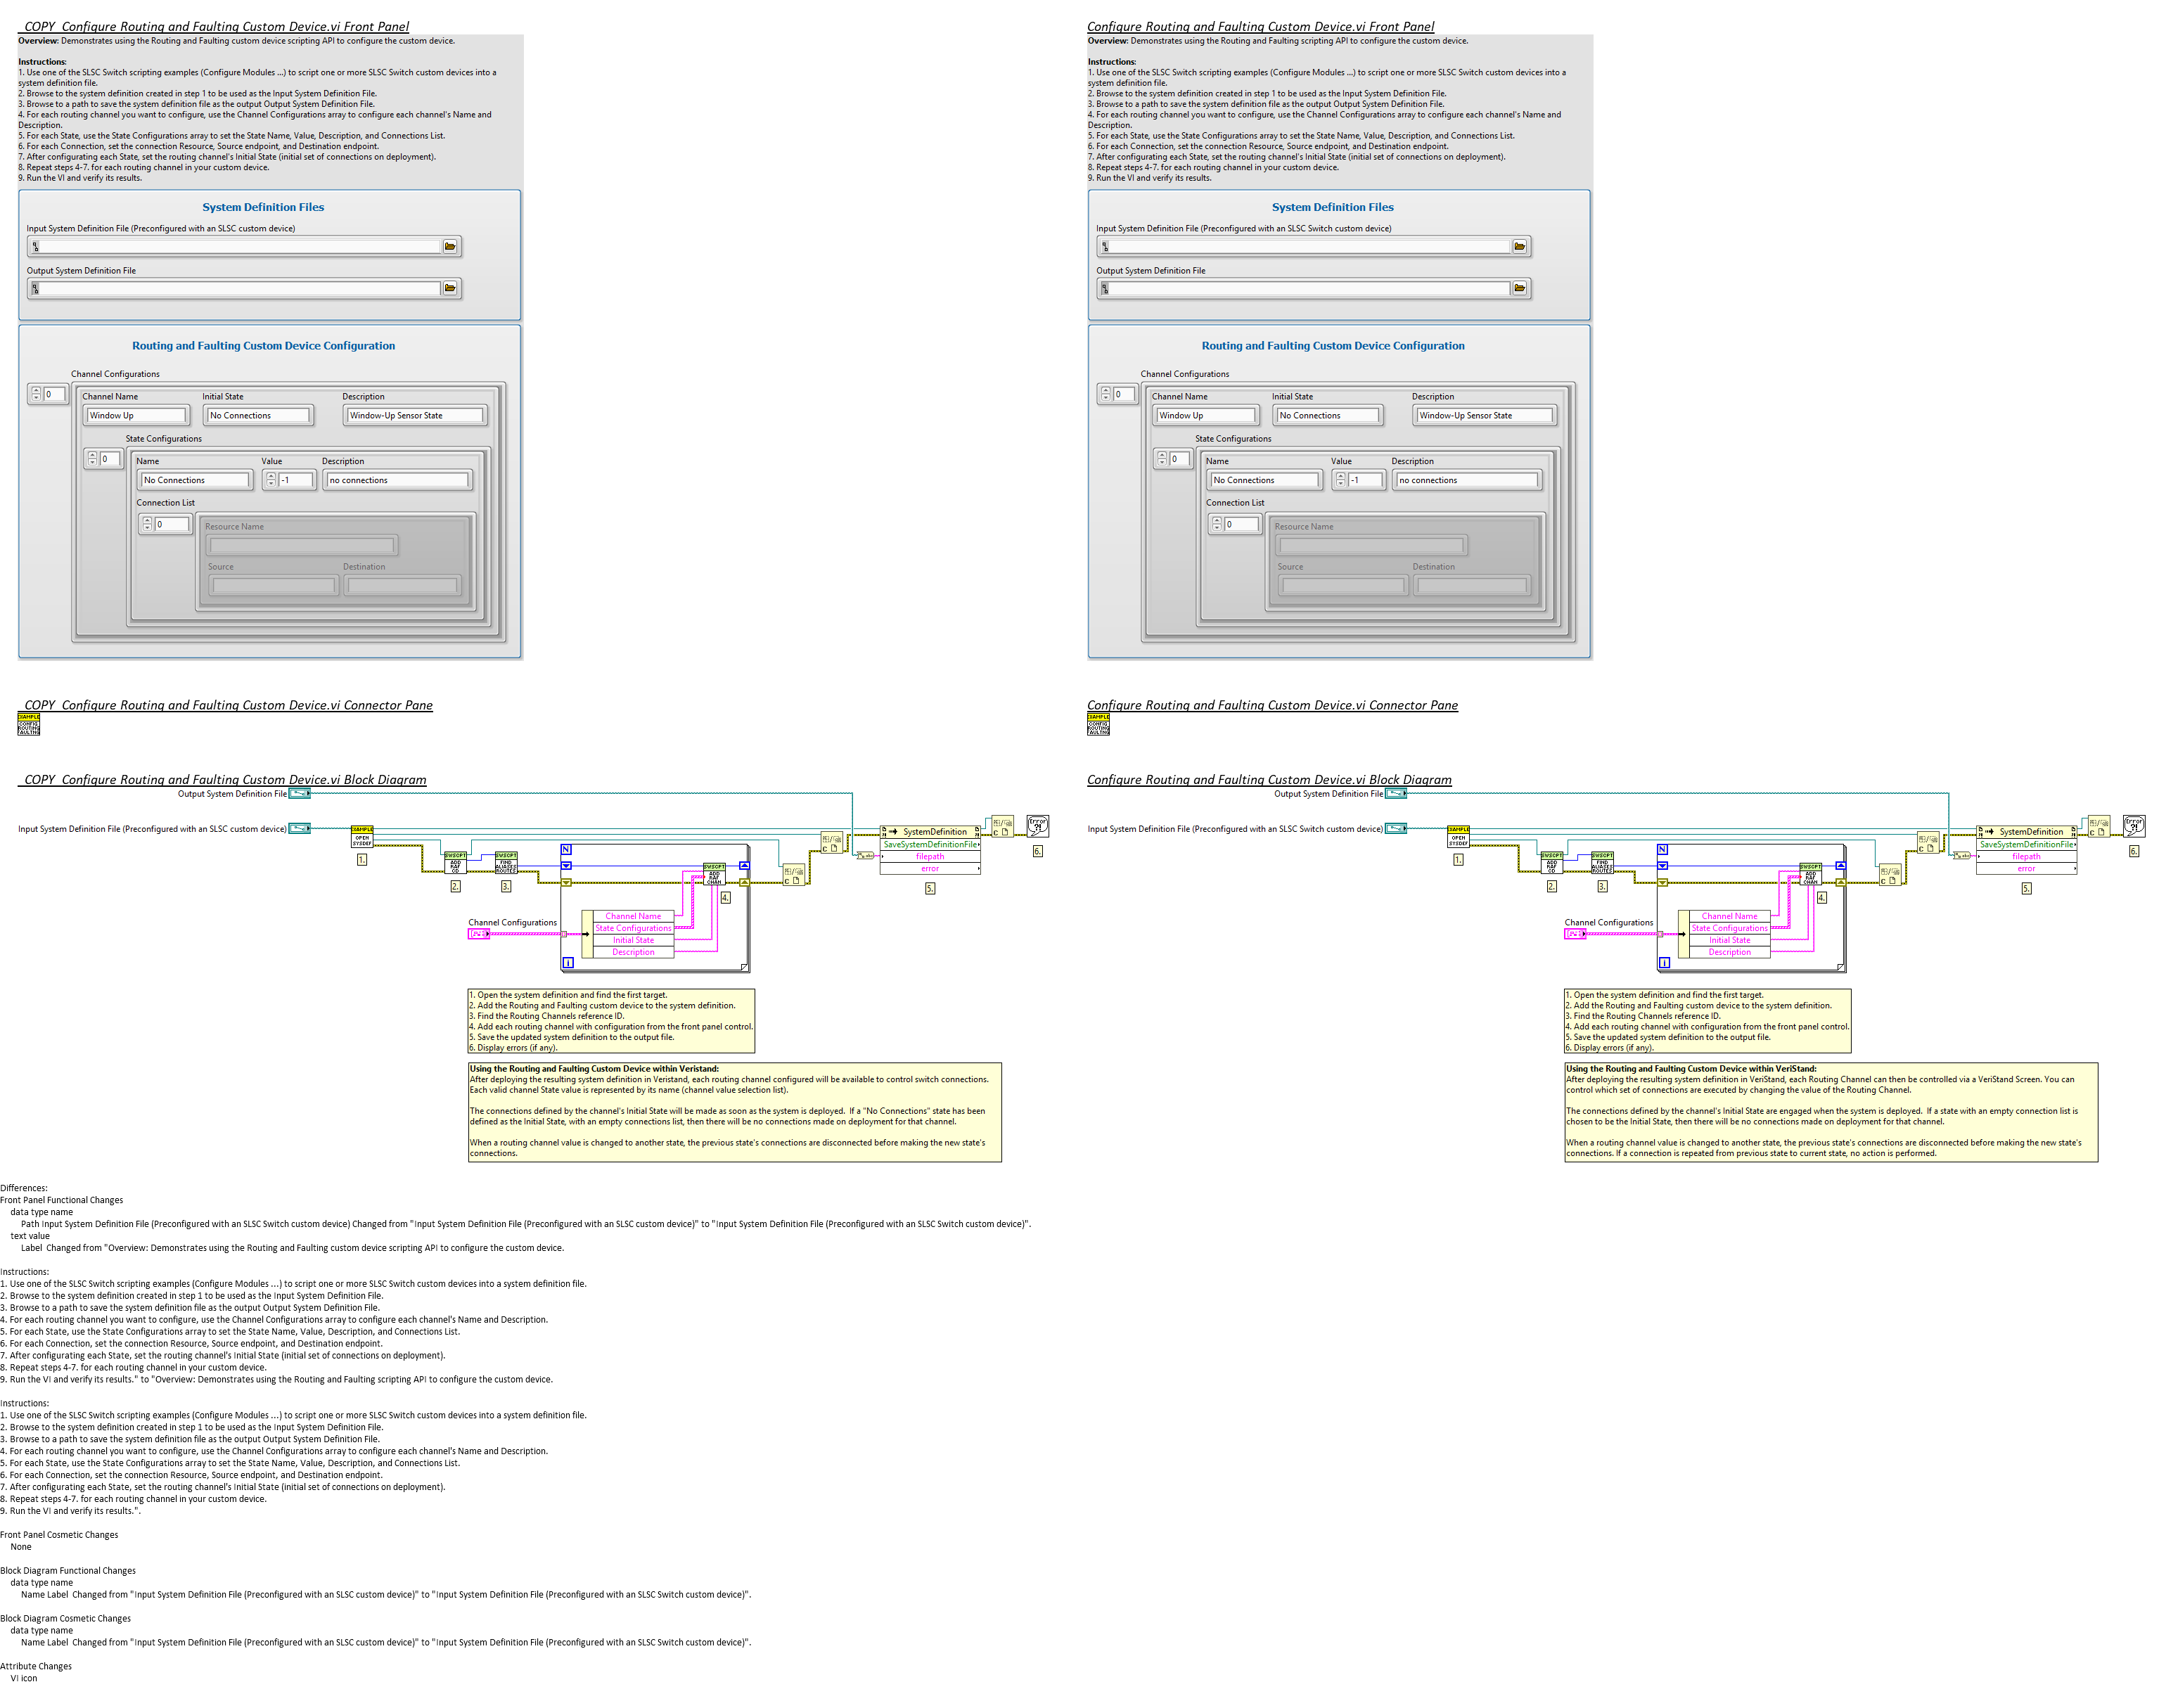 _COPY_Configure Routing and Faulting Custom Device.vi Front Panel
Overview: Demonstrates using the Routing and Faulting custom device scripting API to configure the custom device.
Instructions:
1. Use one of the SLSC Switch scripting examples (Configure Modules ...) to script one or more SLSC Switch custom devices into a
system definition file.
2. Browse to the system definition created in step 1 to be used as the Input System Definition File.
3. Browse to a path to save the system definition file as the output Output System Definition File.
4. For each routing channel you want to configure, use the Channel Configurations array to configure each channel's Name and
Description.
5. For each State, use the State Configurations array to set the State Name, Value, Description, and Connections List.
6. For each Connection, set the connection Resource, Source endpoint, and Destination endpoint.
7. After configurating each State, set the routing channel's Initial State (initial set of connections on deployment).
8. Repeat steps 4-7. for each routing channel in your custom device.
9. Run the VI and verify its results.
System Definition Files
Input System Definition File (Preconfigured with an SLSC custom device)
Output System Definition File
Routing and Faulting Custom Device Configuration
Channel Configurations
0
Channel Name Initial State Description
Window Up No Connections Window-Up Sensor State
State Configurations
0
Name Value Description
No Connections -1 no connections
Connection List
0
Resource Name
Source Destination
Configure Routing and Faulting Custom Device.vi Front Panel
Overview: Demonstrates using the Routing and Faulting scripting API to configure the custom device.
Instructions:
1. Use one of the SLSC Switch scripting examples (Configure Modules ...) to script one or more SLSC Switch custom devices into a
system definition file.
2. Browse to the system definition created in step 1 to be used as the Input System Definition File.
3. Browse to a path to save the system definition file as the output Output System Definition File.
4. For each routing channel you want to configure, use the Channel Configurations array to configure each channel's Name and
Description.
5. For each State, use the State Configurations array to set the State Name, Value, Description, and Connections List.
6. For each Connection, set the connection Resource, Source endpoint, and Destination endpoint.
7. After configurating each State, set the routing channel's Initial State (initial set of connections on deployment).
8. Repeat steps 4-7. for each routing channel in your custom device.
9. Run the VI and verify its results.
System Definition Files
Input System Definition File (Preconfigured with an SLSC Switch custom device)
Output System Definition File
Routing and Faulting Custom Device Configuration
Channel Configurations
0
Channel Name Initial State Description
Window Up No Connections Window-Up Sensor State
State Configurations
0
Name Value Description
No Connections -1 no connections
Connection List
0
Resource Name
Source Destination
_COPY_Configure Routing and Faulting Custom Device.vi Connector Pane
EXAMPLE
CONFIG
ROUTING
FAULTNG
Configure Routing and Faulting Custom Device.vi Connector Pane
EXAMPLE
CONFIG
ROUTING
FAULTNG
_COPY_Configure Routing and Faulting Custom Device.vi Block Diagram
Output System Definition File
Input System Definition File (Preconfigured with an SLSC custom device)
EXAMPLE
OPEN
SYSDEF
1.
SWSCPT
ADD
RAF
CD
2.
SWSCPT
FIND
ALIASES
ROUTES
3.
N
SWSCPT
ADD
RAF
CHAN
4.
Channel Configurations
Channel Name
State Configurations
Initial State
Description
i
SystemDefinition
SaveSystemDefinitionFile
filepath
error
5.
Error
?!
6.
1. Open the system definition and find the first target.
2. Add the Routing and Faulting custom device to the system definition.
3. Find the Routing Channels reference ID.
4. Add each routing channel with configuration from the front panel control.
5. Save the updated system definition to the output file.
6. Display errors (if any).
Using the Routing and Faulting Custom Device within Veristand:
After deploying the resulting system definition in Veristand, each routing channel configured will be available to control switch connections.
Each valid channel State value is represented by its name (channel value selection list).
The connections defined by the channel's Initial State will be made as soon as the system is deployed.  If a "No Connections" state has been
defined as the Initial State, with an empty connections list, then there will be no connections made on deployment for that channel.
When a routing channel value is changed to another state, the previous state's connections are disconnected before making the new state's
connections.
Configure Routing and Faulting Custom Device.vi Block Diagram
Output System Definition File
Input System Definition File (Preconfigured with an SLSC Switch custom device)
EXAMPLE
OPEN
SYSDEF
1.
SWSCPT
ADD
RAF
CD
2.
SWSCPT
FIND
ALIASES
ROUTES
3.
N
SWSCPT
ADD
RAF
CHAN
4.
Channel Configurations
Channel Name
State Configurations
Initial State
Description
i
SystemDefinition
SaveSystemDefinitionFile
filepath
error
5.
Error
?!
6.
1. Open the system definition and find the first target.
2. Add the Routing and Faulting custom device to the system definition.
3. Find the Routing Channels reference ID.
4. Add each routing channel with configuration from the front panel control.
5. Save the updated system definition to the output file.
6. Display errors (if any).
Using the Routing and Faulting Custom Device within VeriStand:
After deploying the resulting system definition in VeriStand, each Routing Channel can then be controlled via a VeriStand Screen. You can
control which set of connections are executed by changing the value of the Routing Channel.
The connections defined by the channel's Initial State are engaged when the system is deployed.  If a state with an empty connection list is
chosen to be the Initial State, then there will be no connections made on deployment for that channel.
When a routing channel value is changed to another state, the previous state's connections are disconnected before making the new state's
connections. If a connection is repeated from previous state to current state, no action is performed.
Differences:
Front Panel Functional Changes
data type name
Path Input System Definition File (Preconfigured with an SLSC Switch custom device) Changed from "Input System Definition File (Preconfigured with an SLSC custom device)" to "Input System Definition File (Preconfigured with an SLSC Switch custom device)".
text value
Label  Changed from "Overview: Demonstrates using the Routing and Faulting custom device scripting API to configure the custom device.
Instructions:
1. Use one of the SLSC Switch scripting examples (Configure Modules ...) to script one or more SLSC Switch custom devices into a system definition file.
2. Browse to the system definition created in step 1 to be used as the Input System Definition File.
3. Browse to a path to save the system definition file as the output Output System Definition File.
4. For each routing channel you want to configure, use the Channel Configurations array to configure each channel's Name and Description.
5. For each State, use the State Configurations array to set the State Name, Value, Description, and Connections List.
6. For each Connection, set the connection Resource, Source endpoint, and Destination endpoint.
7. After configurating each State, set the routing channel's Initial State (initial set of connections on deployment).
8. Repeat steps 4-7. for each routing channel in your custom device.
9. Run the VI and verify its results." to "Overview: Demonstrates using the Routing and Faulting scripting API to configure the custom device.
Instructions:
1. Use one of the SLSC Switch scripting examples (Configure Modules ...) to script one or more SLSC Switch custom devices into a system definition file.
2. Browse to the system definition created in step 1 to be used as the Input System Definition File.
3. Browse to a path to save the system definition file as the output Output System Definition File.
4. For each routing channel you want to configure, use the Channel Configurations array to configure each channel's Name and Description.
5. For each State, use the State Configurations array to set the State Name, Value, Description, and Connections List.
6. For each Connection, set the connection Resource, Source endpoint, and Destination endpoint.
7. After configurating each State, set the routing channel's Initial State (initial set of connections on deployment).
8. Repeat steps 4-7. for each routing channel in your custom device.
9. Run the VI and verify its results.".
Front Panel Cosmetic Changes
None
Block Diagram Functional Changes
data type name
Name Label  Changed from "Input System Definition File (Preconfigured with an SLSC custom device)" to "Input System Definition File (Preconfigured with an SLSC Switch custom device)".
Block Diagram Cosmetic Changes
data type name
Name Label  Changed from "Input System Definition File (Preconfigured with an SLSC custom device)" to "Input System Definition File (Preconfigured with an SLSC Switch custom device)".
Attribute Changes
VI icon